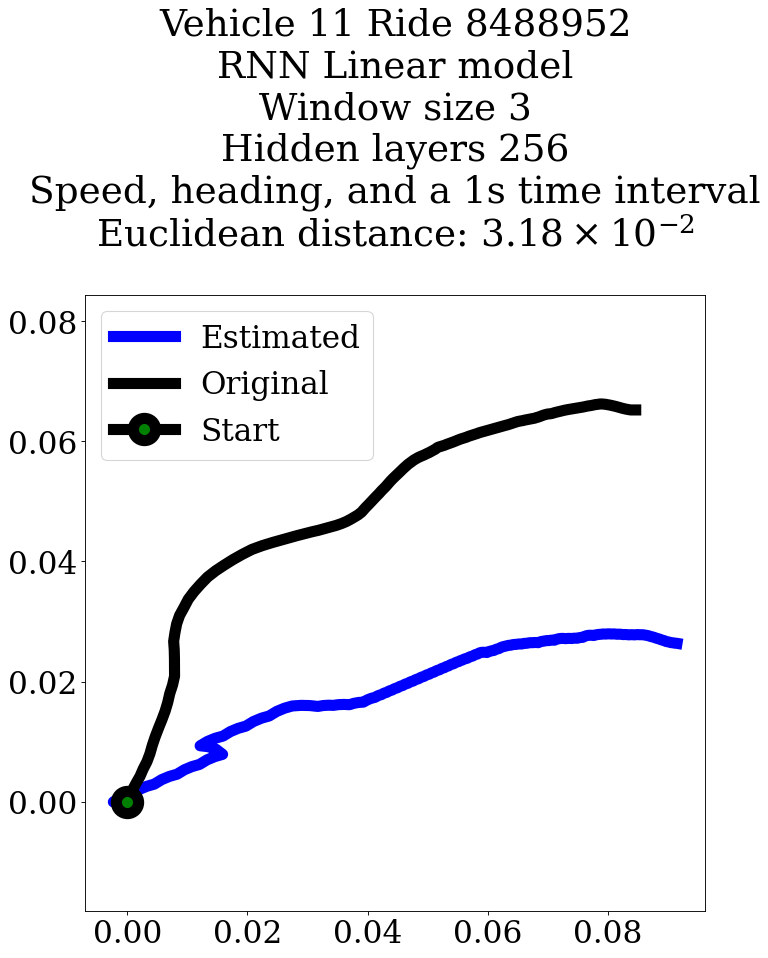 Vehicle 11 Ride 8488952
RNN Linear model
Window size 3
Hidden layers 256
Speed, heading, and a 1s time interval
Euclidean distance: 3.18 × 10⁻²
Estimated
Original
Start
0.08
0.06
0.04
0.02
0.00
0.00 0.02 0.04 0.06 0.08